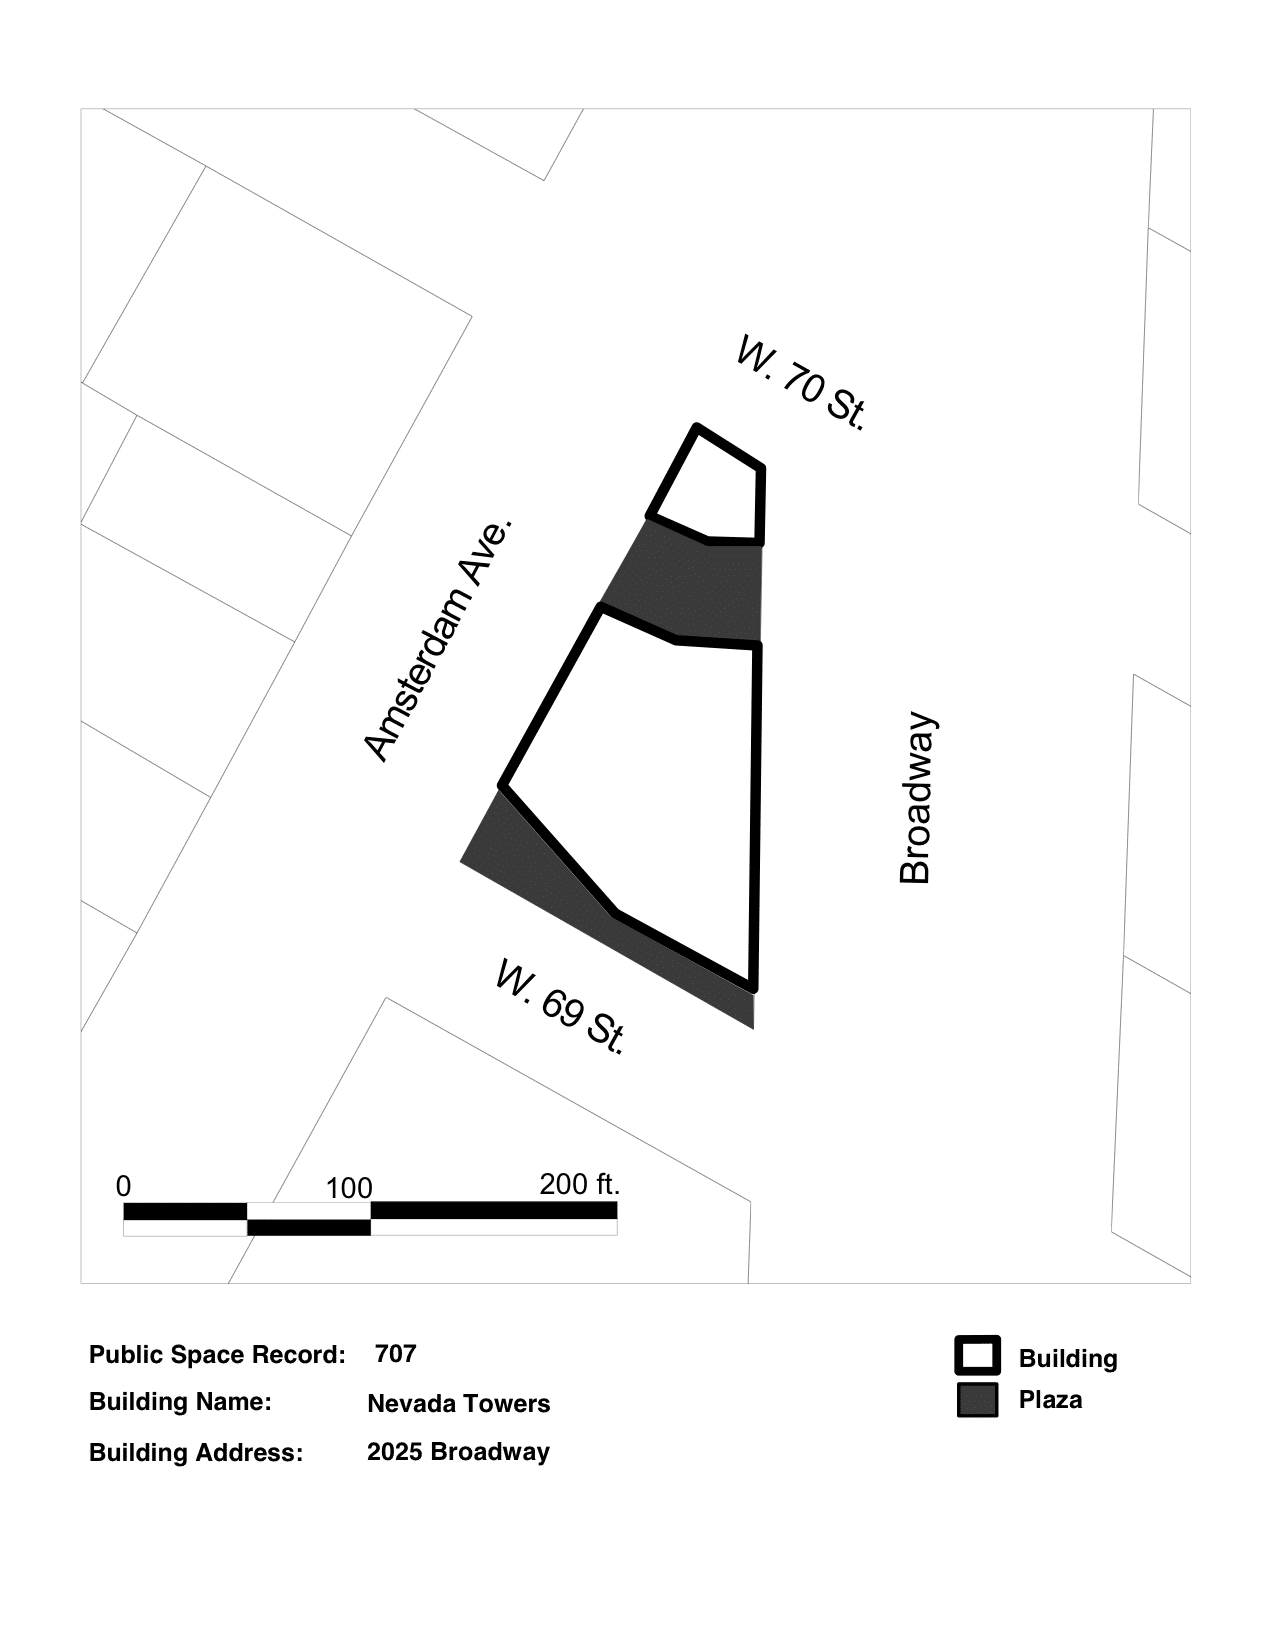 W. 70 St.
Amsterdam Ave.
Broadway
W. 69 St.
0 100 200 ft.
Public Space Record: 707
Building Name: Nevada Towers
Building Address: 2025 Broadway
Building
Plaza